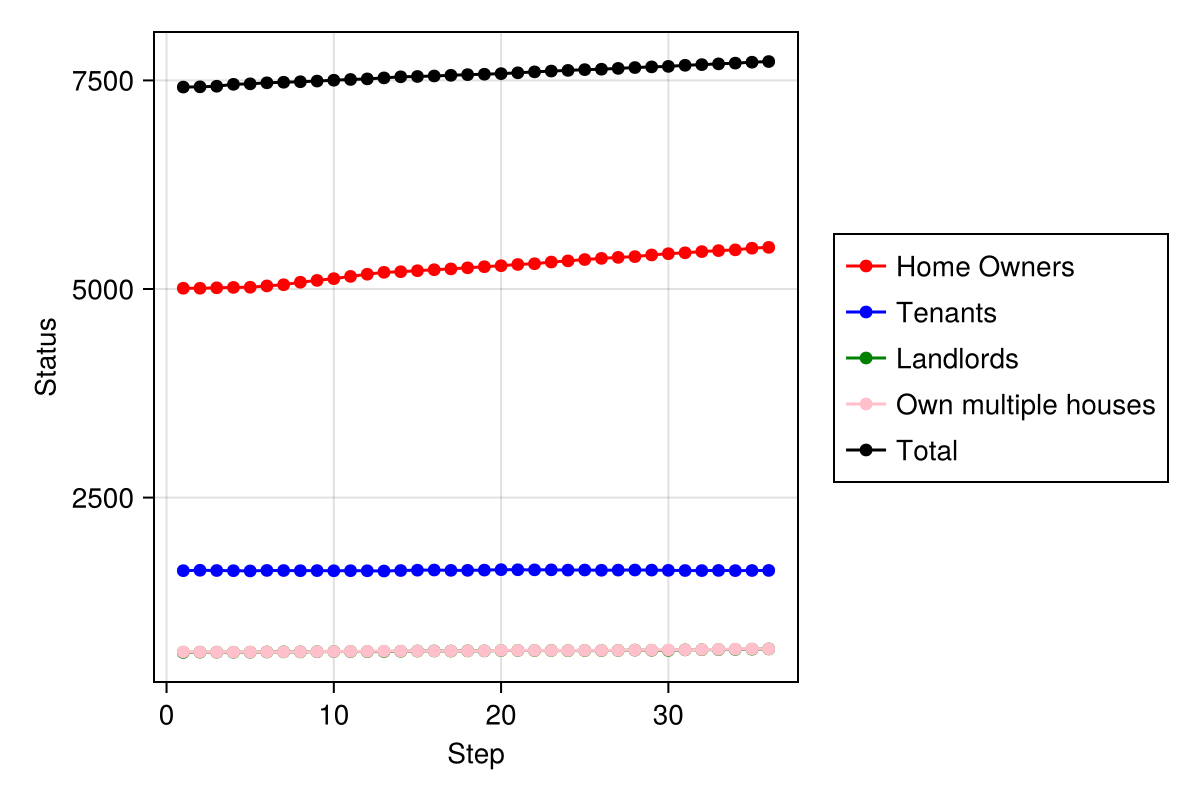 7500
5000
2500
Status
0 10 20 30
Step
Home Owners
Tenants
Landlords
Own multiple houses
Total